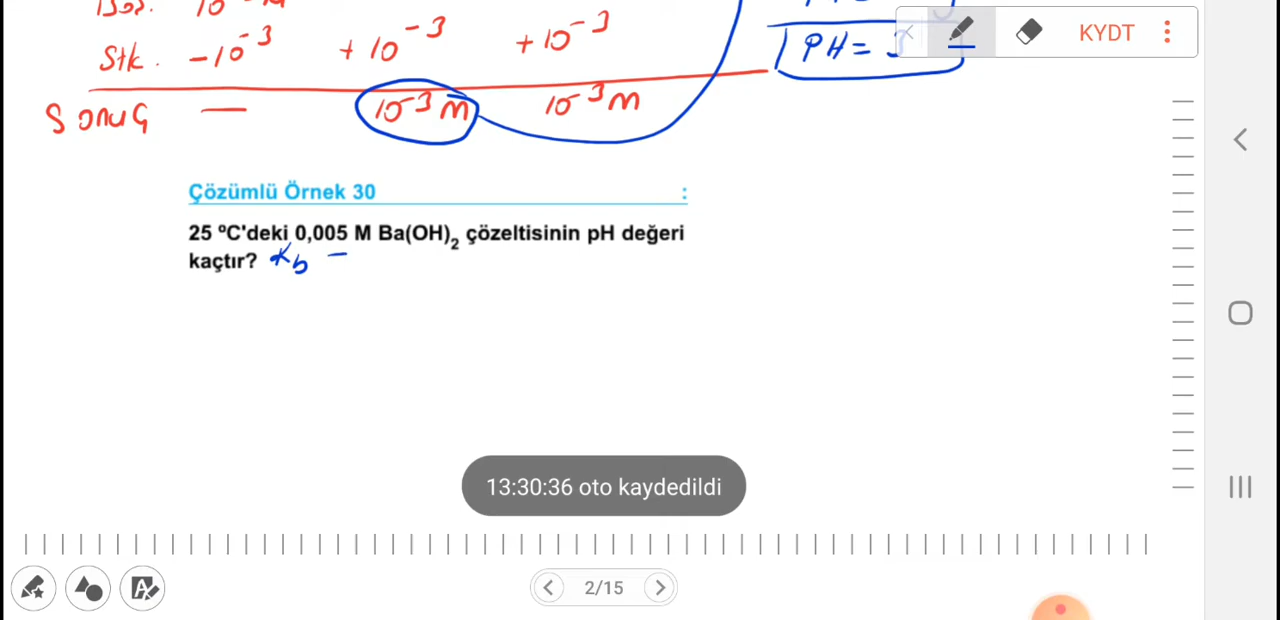 Stk. -10⁻³ +10⁻³ +10⁻³
PH = 3
KYDT
Sonuç — 10⁻³ M 10⁻³ M
Çözümlü Örnek 30 :
25 ºC'deki 0,005 M Ba(OH)₂ çözeltisinin pH değeri
kaçtır? Kb =
13:30:36 oto kaydedildi
2/15